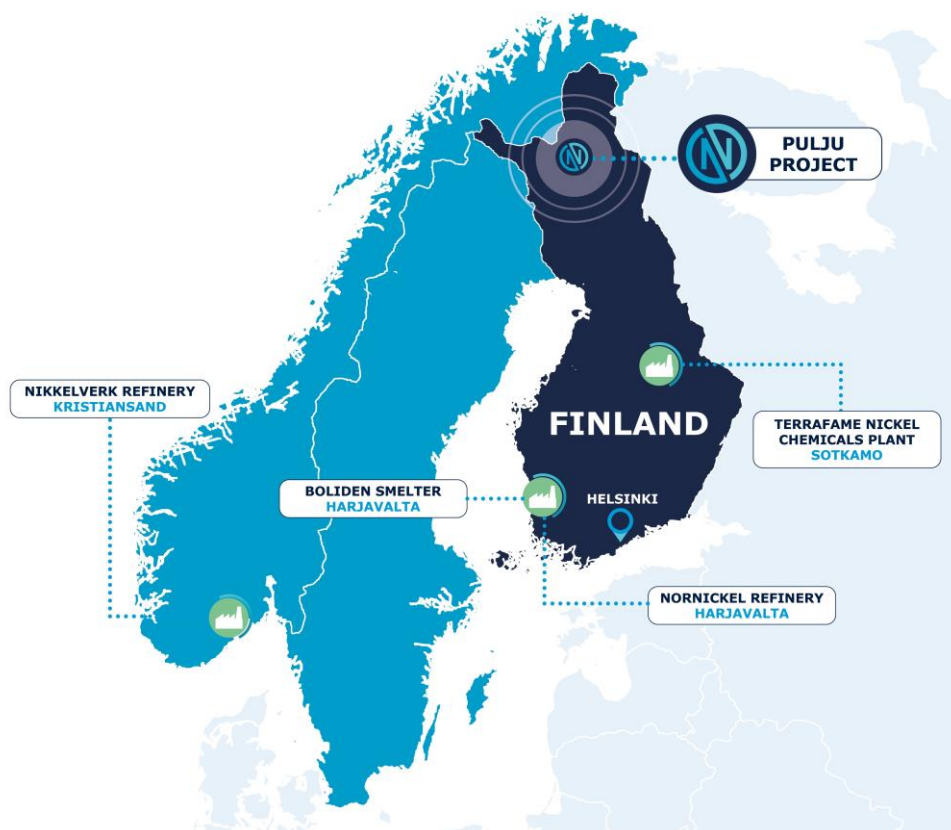 PULJU
PROJECT
NIKKELVERK REFINERY
KRISTIANSAND
FINLAND
TERRAFAME NICKEL
CHEMICALS PLANT
SOTKAMO
BOLIDEN SMELTER
HARJAVALTA
HELSINKI
NORNICKEL REFINERY
HARJAVALTA